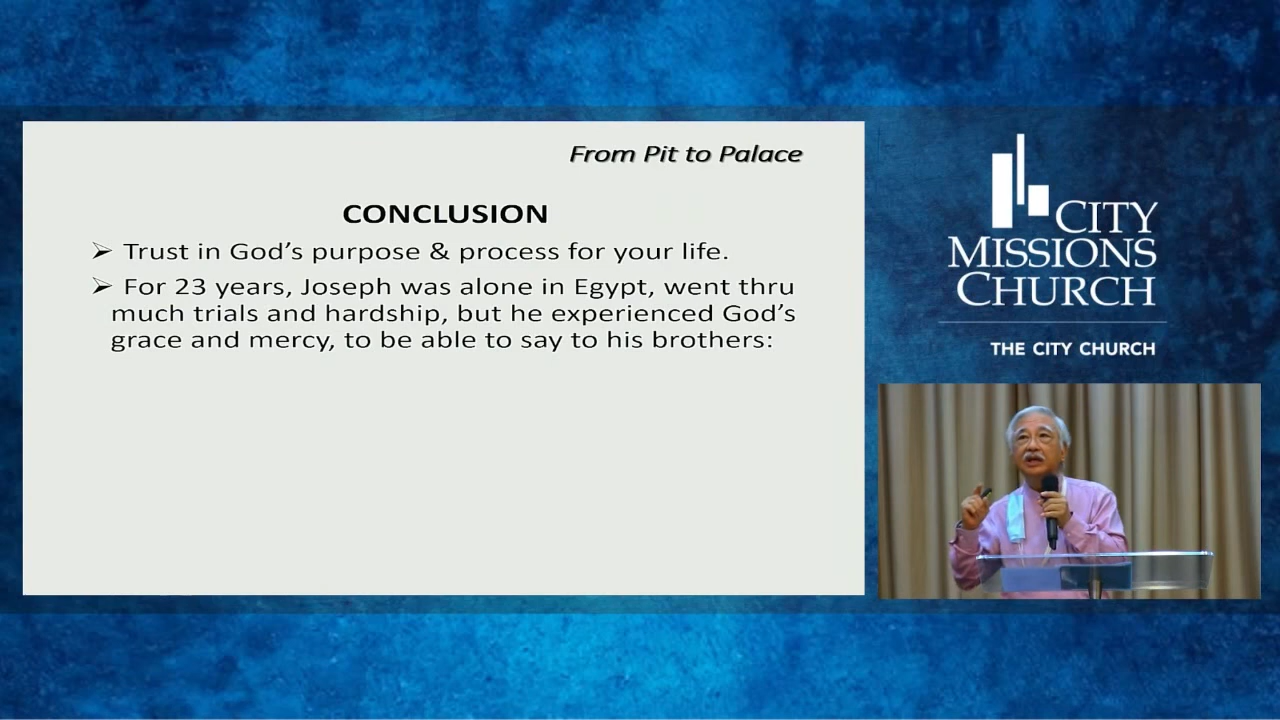 From Pit to Palace
CONCLUSION
➢ Trust in God’s purpose & process for your life.
➢ For 23 years, Joseph was alone in Egypt, went thru
much trials and hardship, but he experienced God’s
grace and mercy, to be able to say to his brothers:
CITY
MISSIONS
CHURCH
THE CITY CHURCH